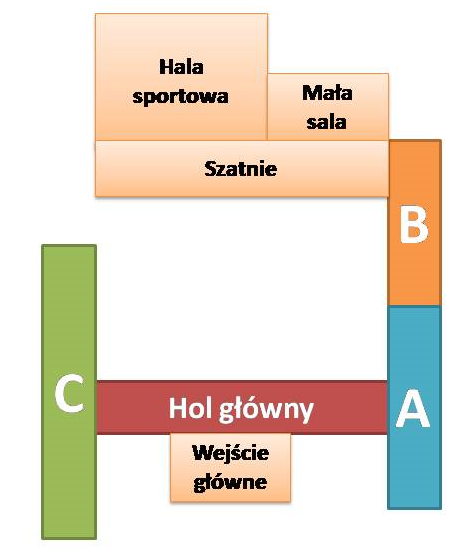 Hala
sportowa
Mała
sala
Szatnie
B
C
Hol główny
A
Wejście
główne